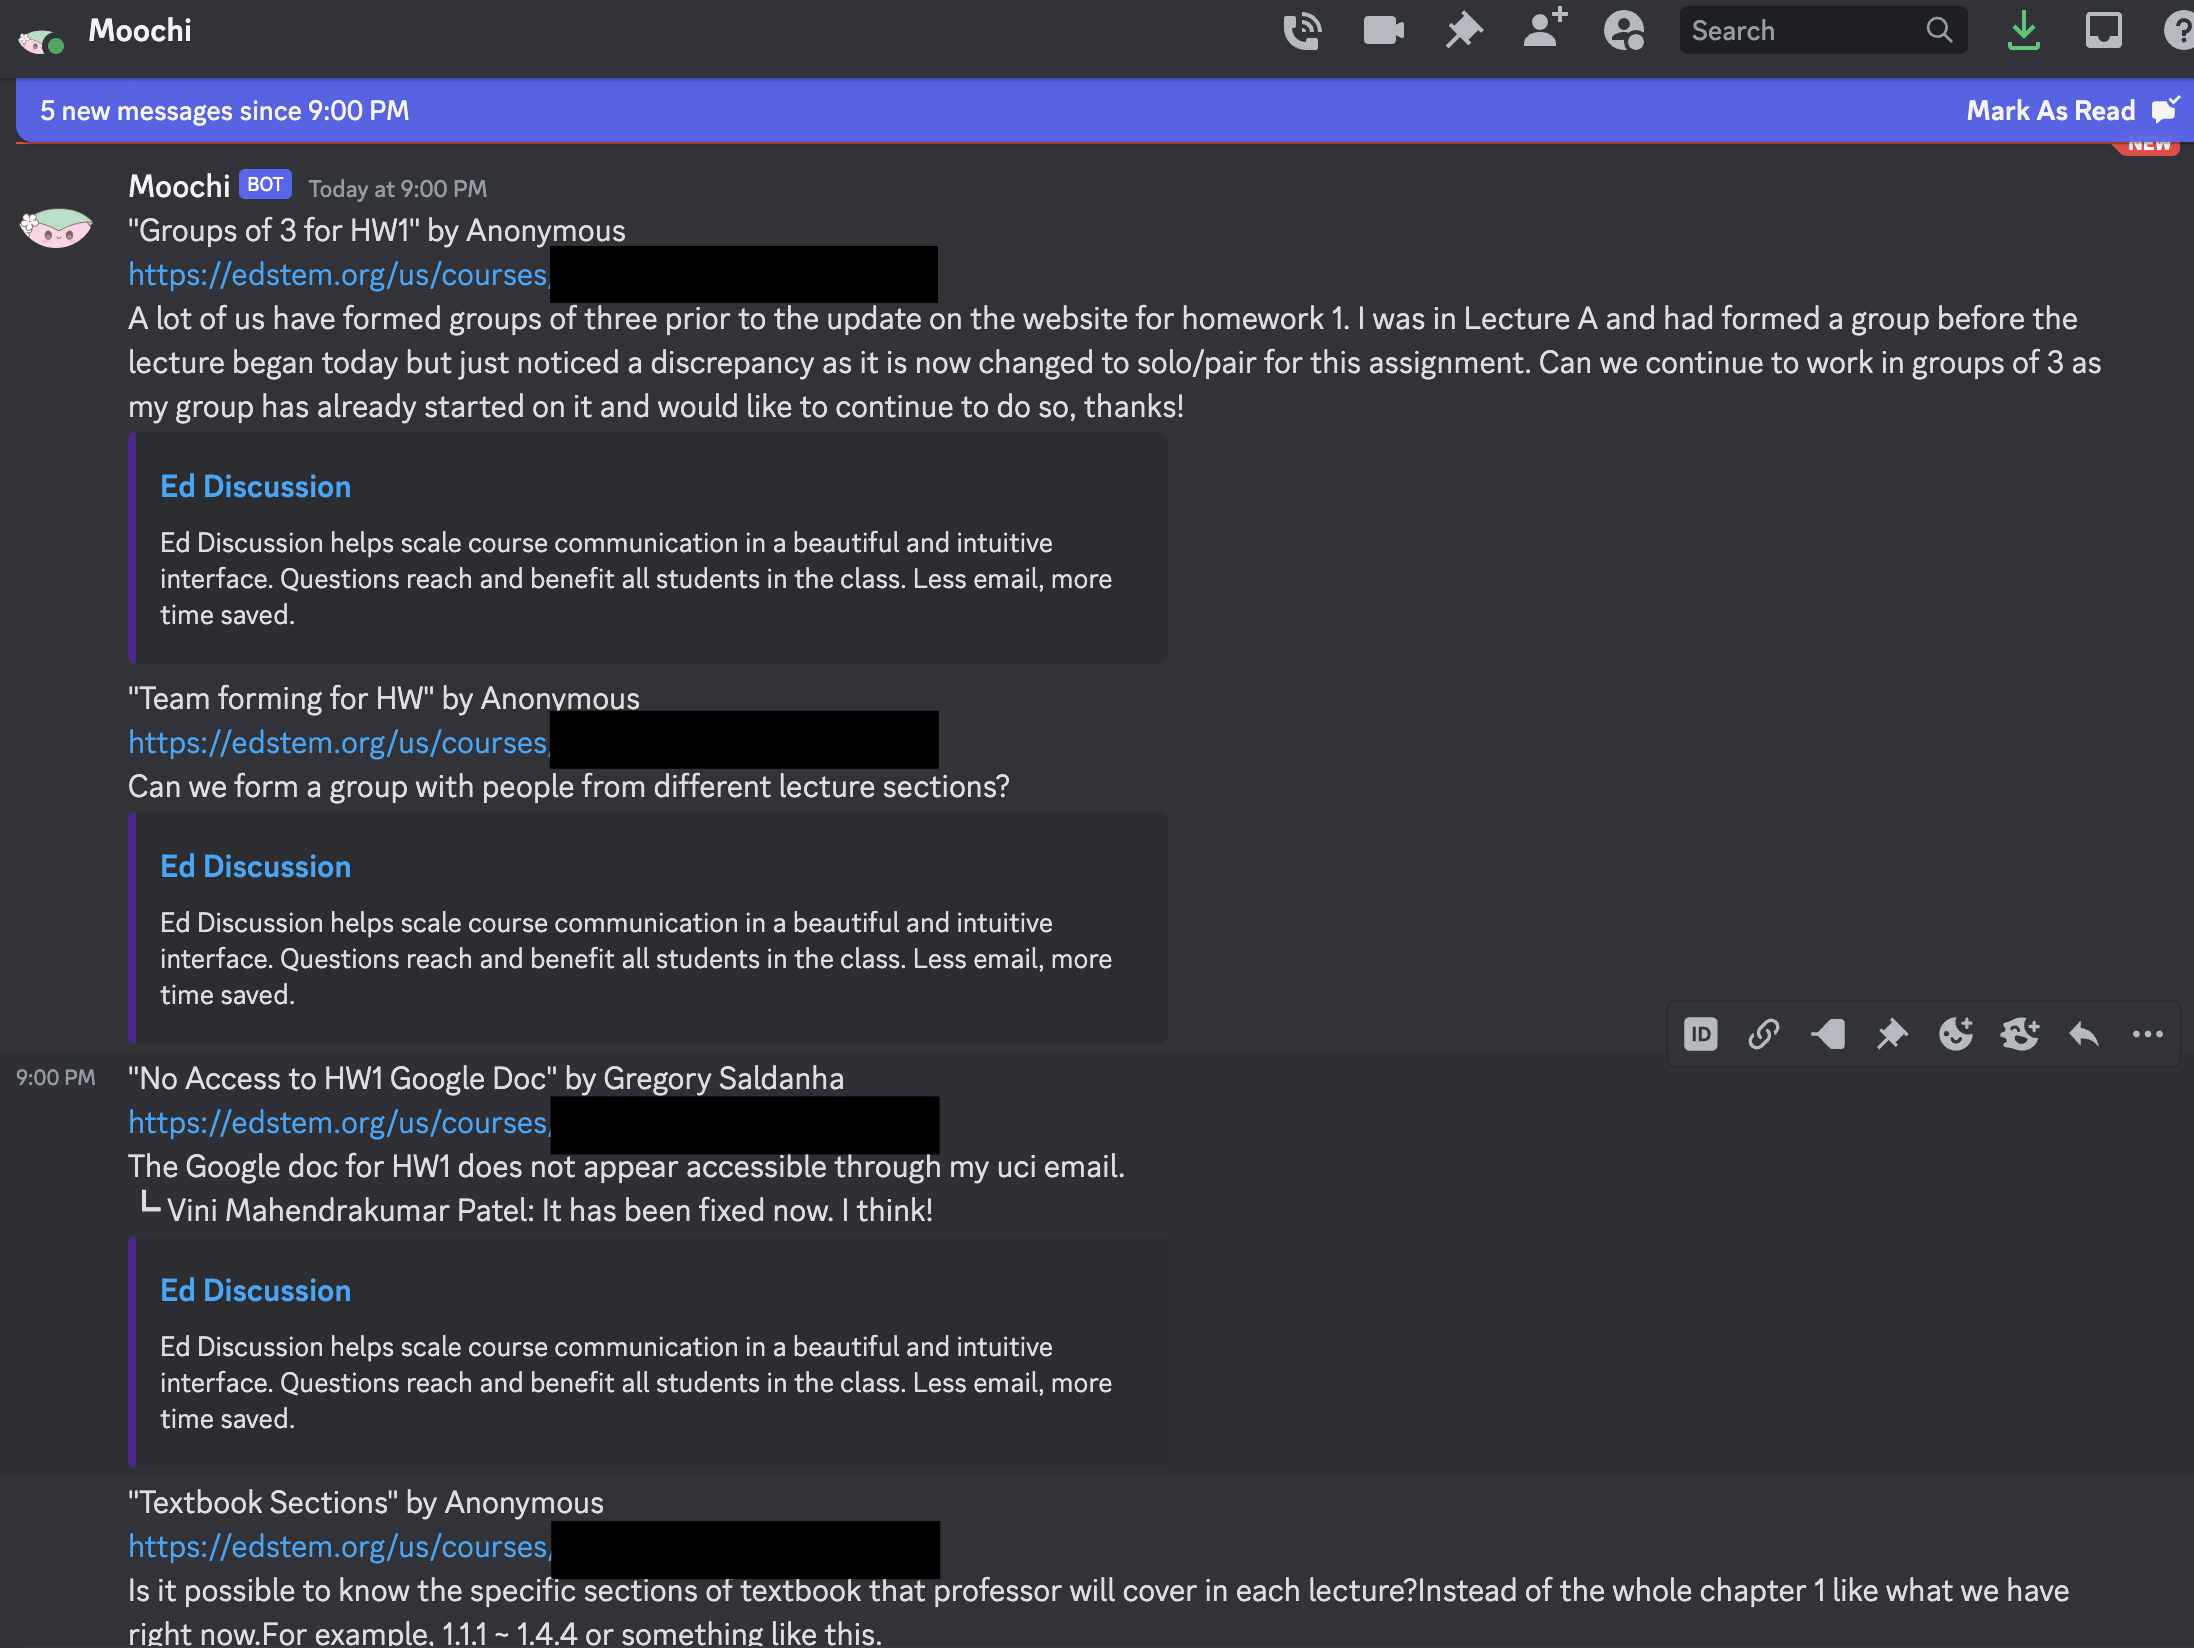 Moochi
Search
5 new messages since 9:00 PM
Mark As Read
NEW
Moochi BOT Today at 9:00 PM
"Groups of 3 for HW1" by Anonymous
https://edstem.org/us/courses/
A lot of us have formed groups of three prior to the update on the website for homework 1. I was in Lecture A and had formed a group before the
lecture began today but just noticed a discrepancy as it is now changed to solo/pair for this assignment. Can we continue to work in groups of 3 as
my group has already started on it and would like to continue to do so, thanks!
Ed Discussion
Ed Discussion helps scale course communication in a beautiful and intuitive
interface. Questions reach and benefit all students in the class. Less email, more
time saved.
"Team forming for HW" by Anonymous
https://edstem.org/us/courses/
Can we form a group with people from different lecture sections?
Ed Discussion
Ed Discussion helps scale course communication in a beautiful and intuitive
interface. Questions reach and benefit all students in the class. Less email, more
time saved.
ID
9:00 PM "No Access to HW1 Google Doc" by Gregory Saldanha
https://edstem.org/us/courses/
The Google doc for HW1 does not appear accessible through my uci email.
┗ Vini Mahendrakumar Patel: It has been fixed now. I think!
Ed Discussion
Ed Discussion helps scale course communication in a beautiful and intuitive
interface. Questions reach and benefit all students in the class. Less email, more
time saved.
"Textbook Sections" by Anonymous
https://edstem.org/us/courses/
Is it possible to know the specific sections of textbook that professor will cover in each lecture?Instead of the whole chapter 1 like what we have
right now.For example, 1.1.1 ~ 1.4.4 or something like this.